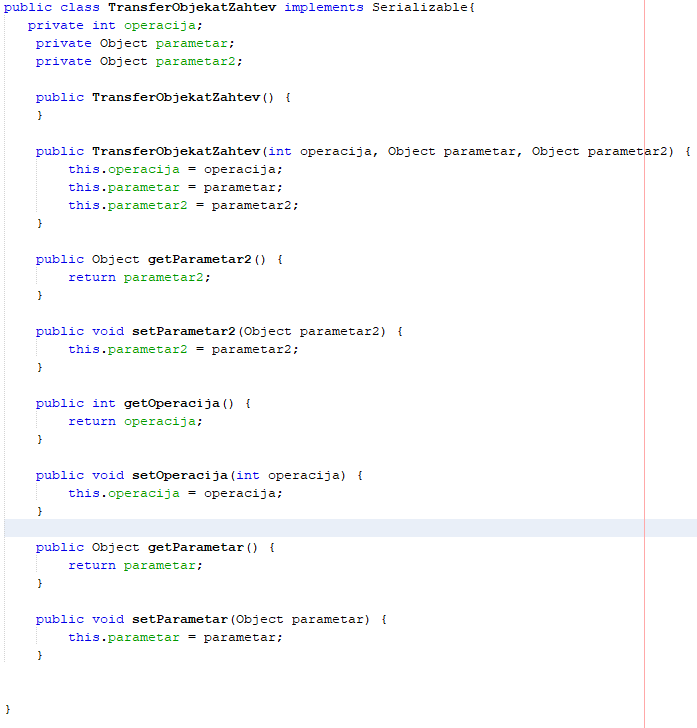 public class TransferObjekatZahtev implements Serializable{
private int operacija;
private Object parametar;
private Object parametar2;
public TransferObjekatZahtev() {
}
public TransferObjekatZahtev(int operacija, Object parametar, Object parametar2) {
this.operacija = operacija;
this.parametar = parametar;
this.parametar2 = parametar2;
}
public Object getParametar2() {
return parametar2;
}
public void setParametar2(Object parametar2) {
this.parametar2 = parametar2;
}
public int getOperacija() {
return operacija;
}
public void setOperacija(int operacija) {
this.operacija = operacija;
}
public Object getParametar() {
return parametar;
}
public void setParametar(Object parametar) {
this.parametar = parametar;
}
}